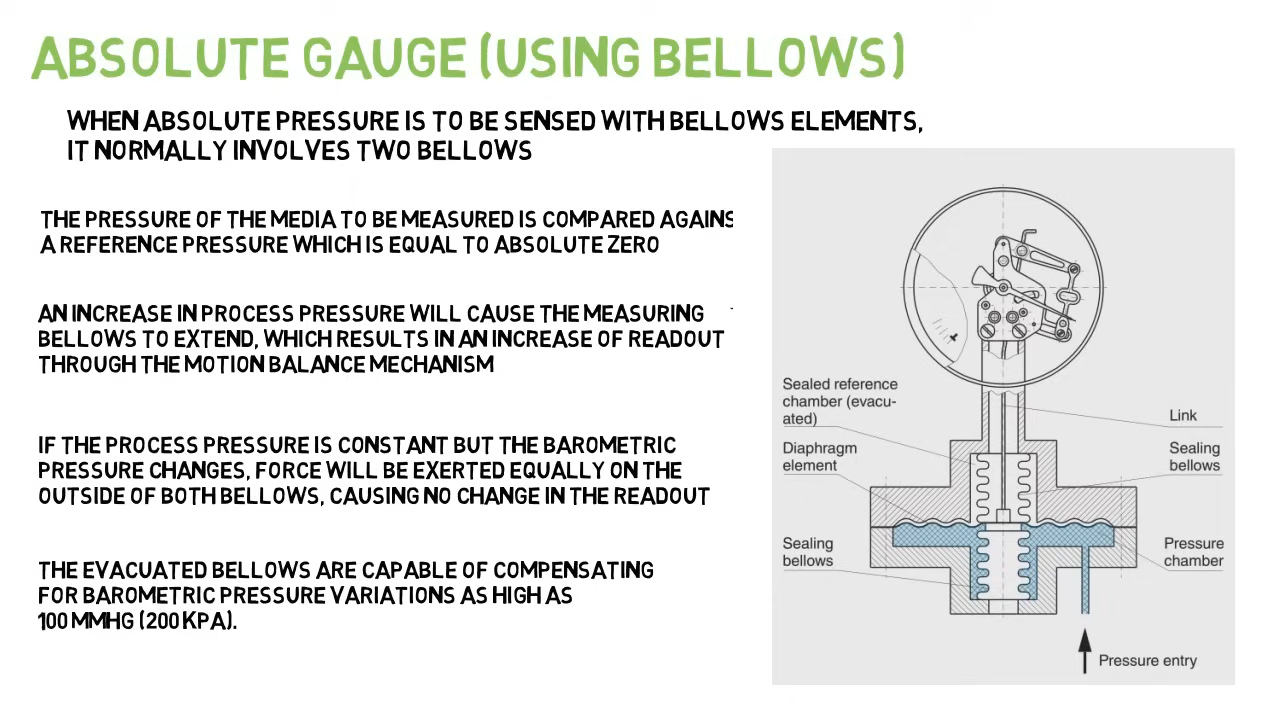 ABSOLUTE GAUGE (USING BELLOWS)
WHEN ABSOLUTE PRESSURE IS TO BE SENSED WITH BELLOWS ELEMENTS,
IT NORMALLY INVOLVES TWO BELLOWS
THE PRESSURE OF THE MEDIA TO BE MEASURED IS COMPARED AGAINS
A REFERENCE PRESSURE WHICH IS EQUAL TO ABSOLUTE ZERO
AN INCREASE IN PROCESS PRESSURE WILL CAUSE THE MEASURING
BELLOWS TO EXTEND, WHICH RESULTS IN AN INCREASE OF READOUT
THROUGH THE MOTION BALANCE MECHANISM
IF THE PROCESS PRESSURE IS CONSTANT BUT THE BAROMETRIC
PRESSURE CHANGES, FORCE WILL BE EXERTED EQUALLY ON THE
OUTSIDE OF BOTH BELLOWS, CAUSING NO CHANGE IN THE READOUT
THE EVACUATED BELLOWS ARE CAPABLE OF COMPENSATING
FOR BAROMETRIC PRESSURE VARIATIONS AS HIGH AS
100 MMHG (200 KPA).
Sealed reference
chamber (evacu-
ated)
Diaphragm
element
Sealing
bellows
Link
Sealing
bellows
Pressure
chamber
Pressure entry